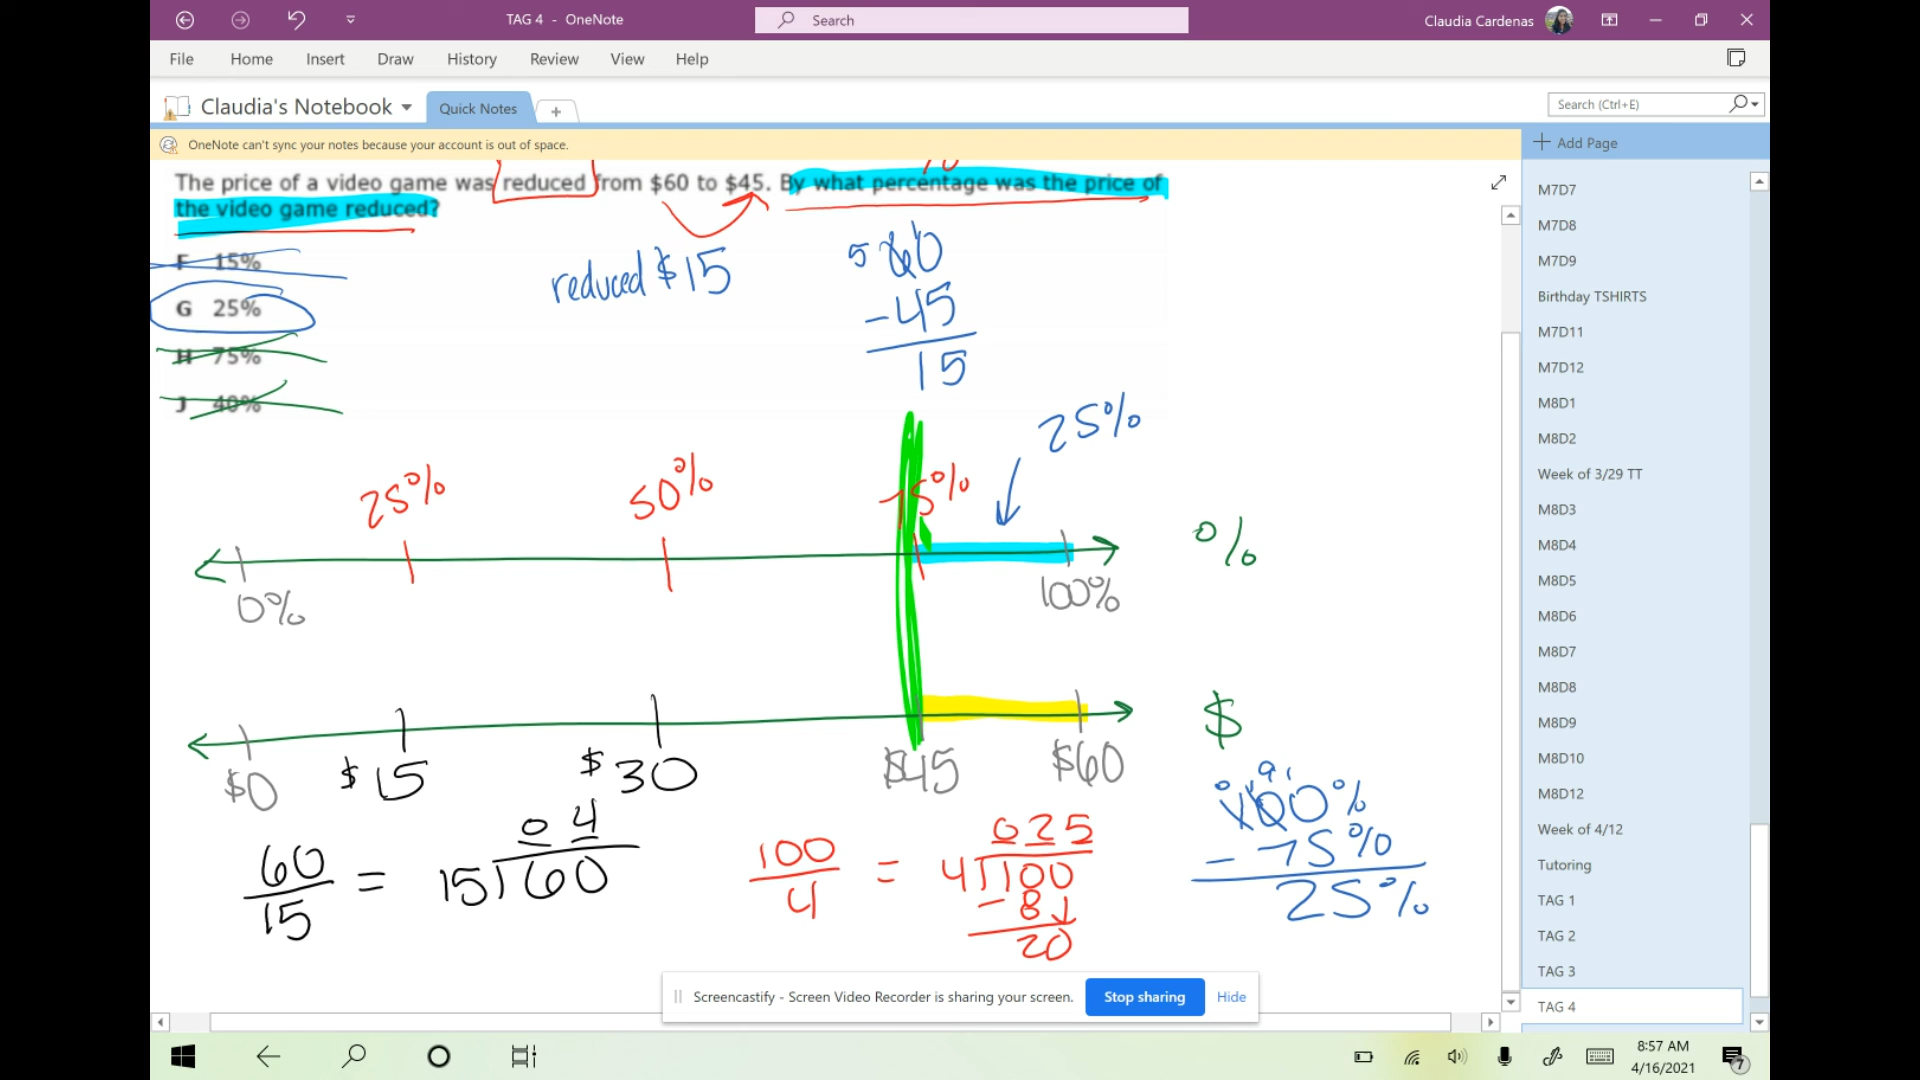 TAG 4 - OneNote
Search
Claudia Cardenas
File Home Insert Draw History Review View Help
Claudia's Notebook
Quick Notes
Search (Ctrl+E)
OneNote can't sync your notes because your account is out of space.
Add Page
The price of a video game was reduced from $60 to $45. By what percentage was the price of
the video game reduced?
F 15%
G 25%
H 75%
J 40%
reduced $15
5 60
-45
15
25%
25% 50% 75%
0% 100%
%
$0 $15 $30 $45 $60
$
60/15 = 15)60
04
100/4 = 4)100
025
- 8
20
0 9 1
100%
- 75%
25%
M7D7
M7D8
M7D9
Birthday TSHIRTS
M7D11
M7D12
M8D1
M8D2
Week of 3/29 TT
M8D3
M8D4
M8D5
M8D6
M8D7
M8D8
M8D9
M8D10
M8D12
Week of 4/12
Tutoring
TAG 1
TAG 2
TAG 3
TAG 4
Screencastify - Screen Video Recorder is sharing your screen. Stop sharing Hide
8:57 AM
4/16/2021
7